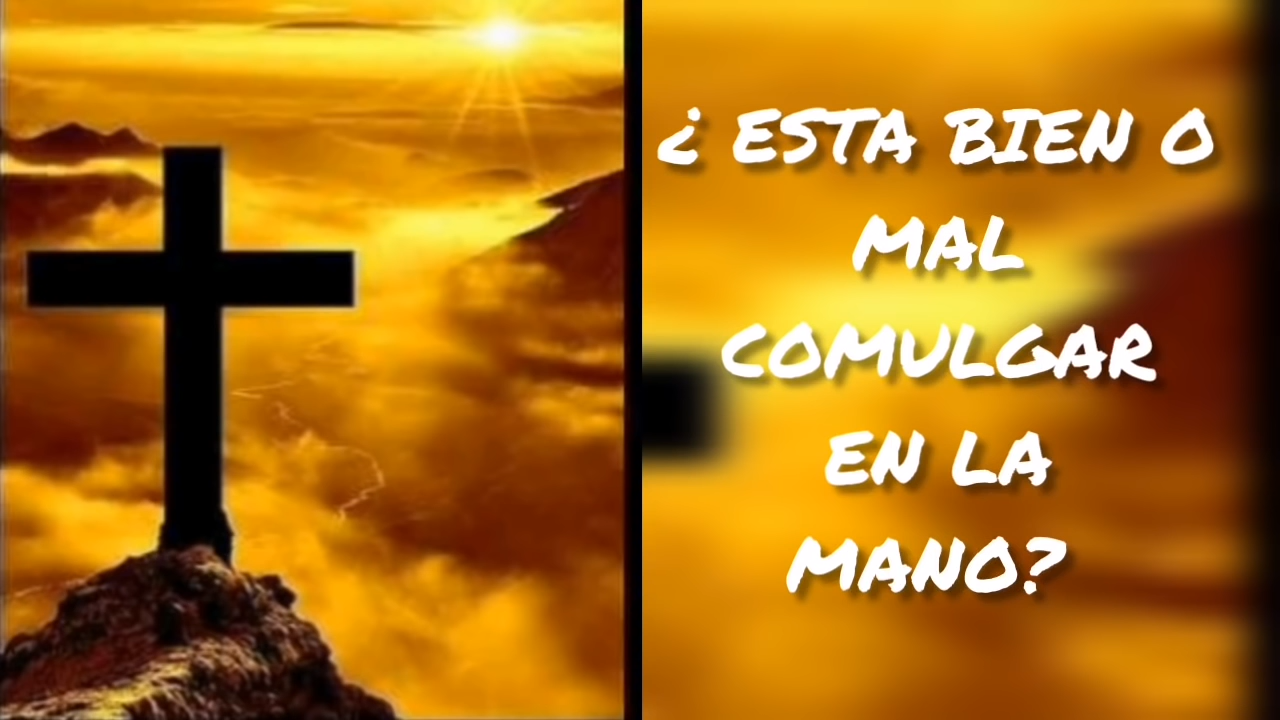 ¿ ESTA BIEN O
MAL
COMULGAR
EN LA
MANO?